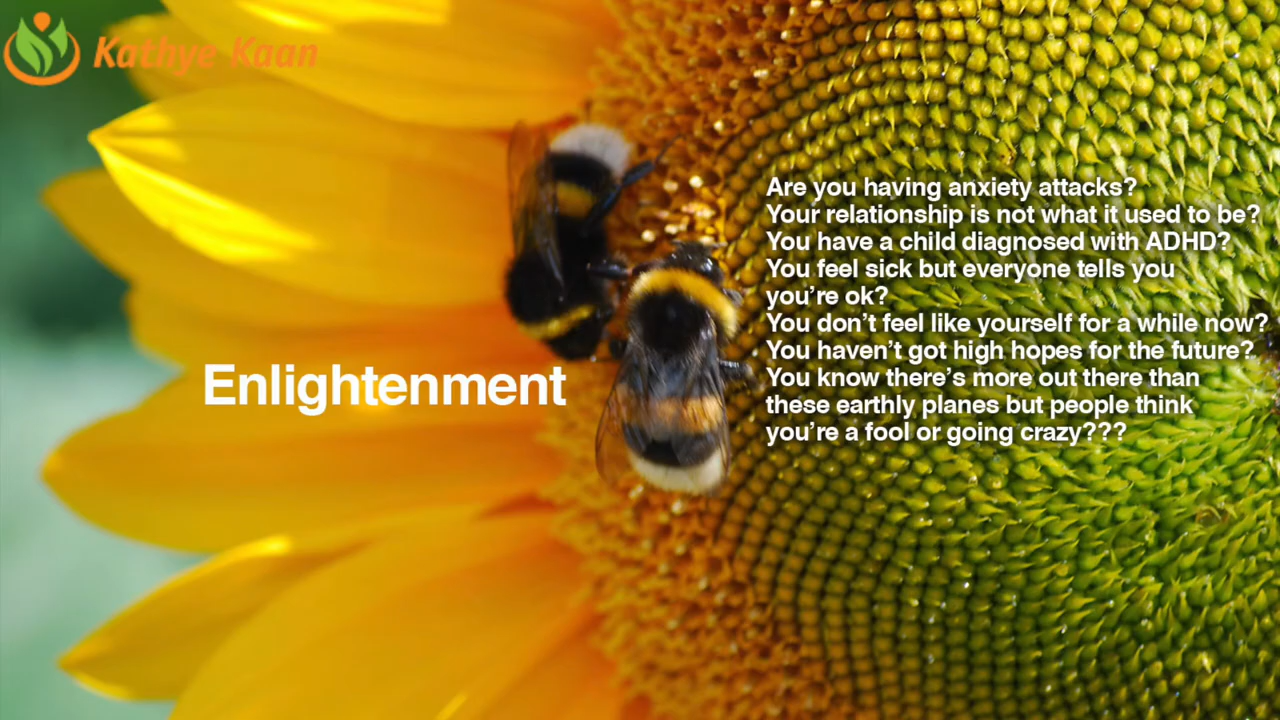 Kathye Kaan
Are you having anxiety attacks?
Your relationship is not what it used to be?
You have a child diagnosed with ADHD?
You feel sick but everyone tells you
you’re ok?
You don’t feel like yourself for a while now?
You haven’t got high hopes for the future?
You know there’s more out there than
these earthly planes but people think
you’re a fool or going crazy???
Enlightenment